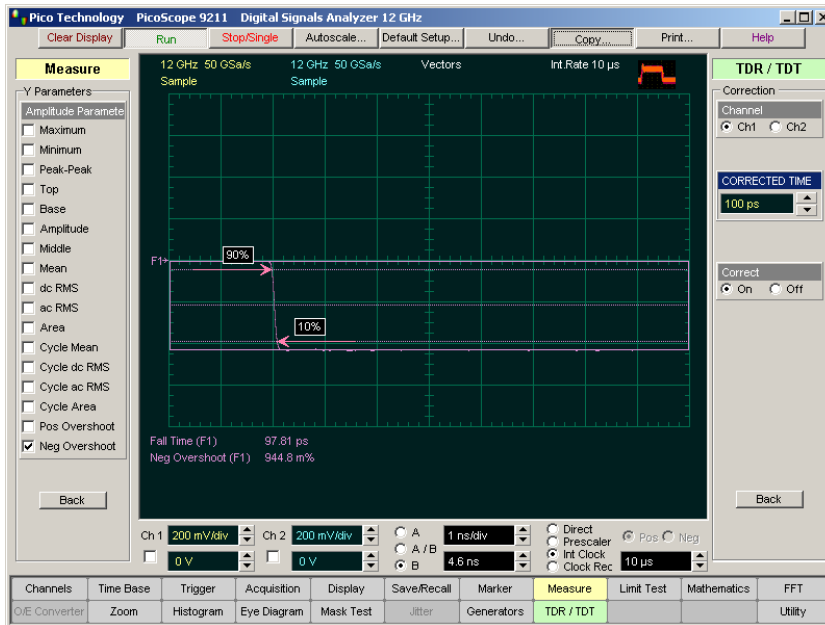 Pico Technology PicoScope 9211 Digital Signals Analyzer 12 GHz
Clear Display Run Stop/Single Autoscale... Default Setup... Undo... Copy... Print... Help
Measure
Y Parameters
Amplitude Paramete
Maximum
Minimum
Peak-Peak
Top
Base
Amplitude
Middle
Mean
dc RMS
ac RMS
Area
Cycle Mean
Cycle dc RMS
Cycle ac RMS
Cycle Area
Pos Overshoot
Neg Overshoot
Back
12 GHz 50 GSa/s 12 GHz 50 GSa/s Vectors Int.Rate 10 µs
Sample Sample
F1
90%
10%
Fall Time (F1) 97.81 ps
Neg Overshoot (F1) 944.8 m%
TDR / TDT
Correction
Channel
Ch1 Ch2
CORRECTED TIME
100 ps
Correct
On Off
Back
Ch 1 200 mV/div Ch 2 200 mV/div A 1 ns/div Direct
A / B Prescaler Pos Neg
0 V 0 V B 4.6 ns Int Clock 10 µs
Clock Rec
Channels Time Base Trigger Acquisition Display Save/Recall Marker Measure Limit Test Mathematics FFT
O/E Converter Zoom Histogram Eye Diagram Mask Test Jitter Generators TDR / TDT Utility